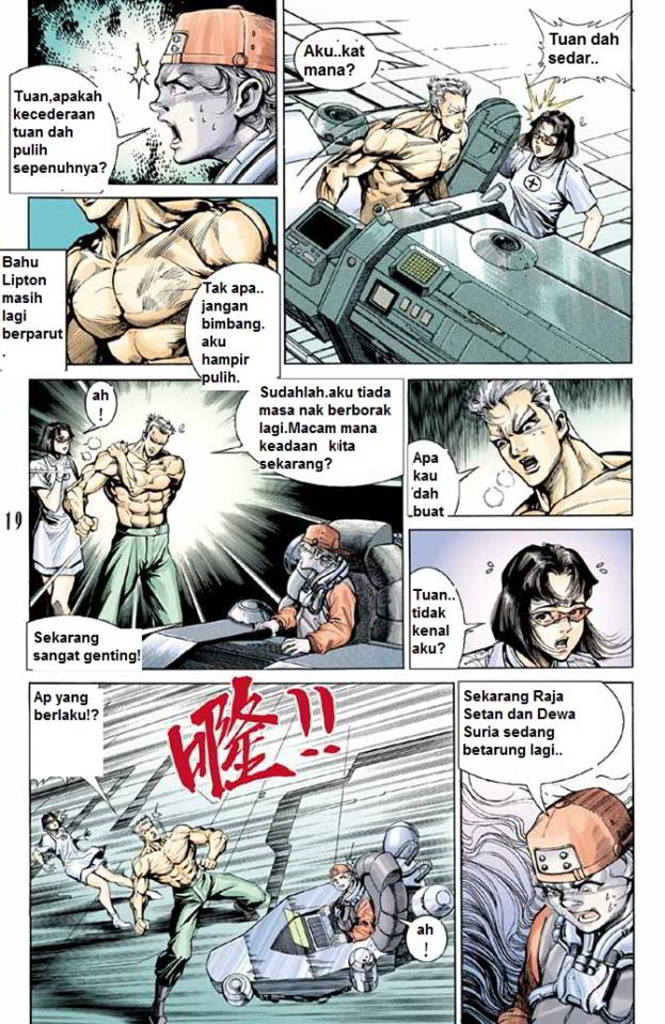 Tuan dah
sedar..
Aku..kat
mana?
Tuan,apakah
kecederaan
tuan dah
pulih
sepenuhnya?
Tak apa..
jangan
bimbang.
aku
hampir
pulih.
Bahu
Lipton
masih
lagi
berparut
.
Apa
kau
dah
buat
Tuan..
tidak
kenal
aku?
Sudahlah.aku tiada
masa nak berborak
lagi.Macam mana
keadaan kita
sekarang?
ah
!
Sekarang
sangat genting!
19
Sekarang Raja
Setan dan Dewa
Suria sedang
betarung lagi..
Ap yang
berlaku!?
!!
ah
!